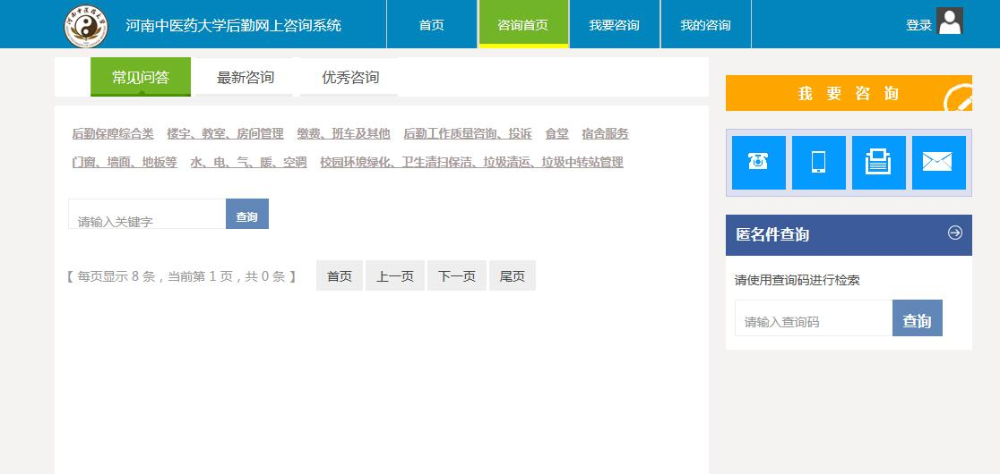 河南中医药大学后勤网上咨询系统 首页 咨询首页 我要咨询 我的咨询 登录
常见问答 最新咨询 优秀咨询
后勤保障综合类 楼宇、教室、房间管理 缴费、班车及其他 后勤工作质量咨询、投诉 食堂 宿舍服务
门窗、墙面、地板等 水、电、气、暖、空调 校园环境绿化、卫生清扫保洁、垃圾清运、垃圾中转站管理
请输入关键字 查询
【 每页显示 8 条，当前第 1 页，共 0 条 】 首页 上一页 下一页 尾页
我 要 咨 询
匿名件查询
请使用查询码进行检索
请输入查询码 查询